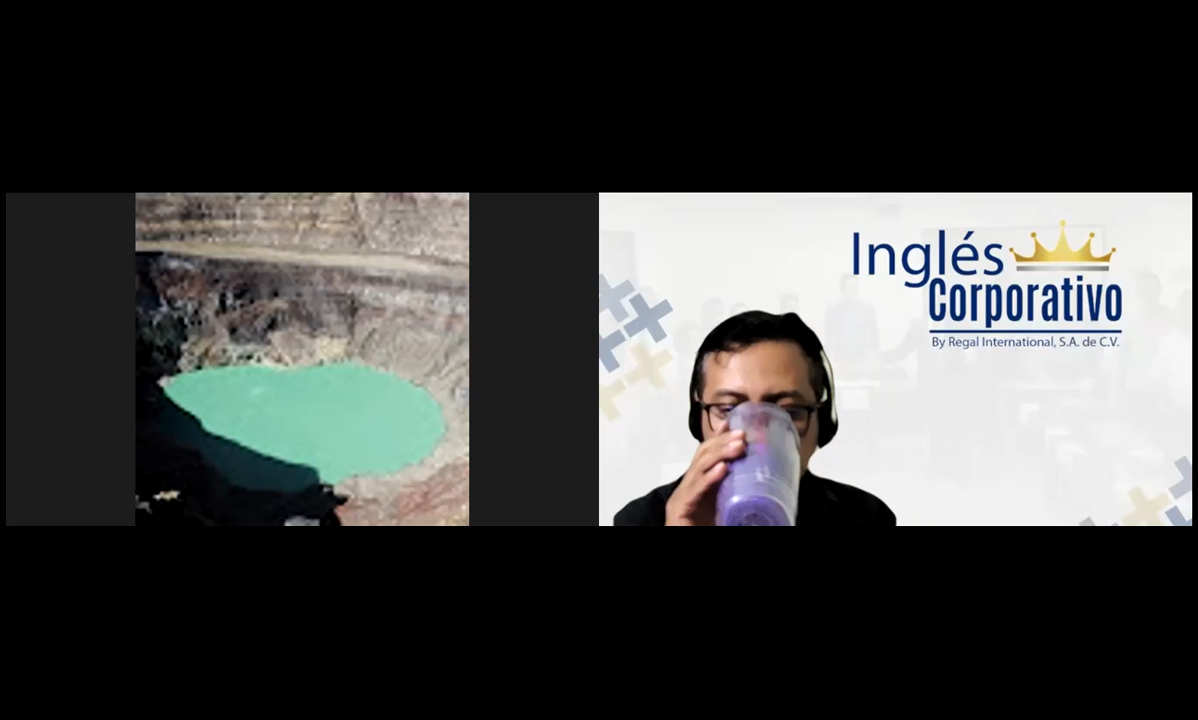 Inglés
Corporativo
By Regal International, S.A. de C.V.